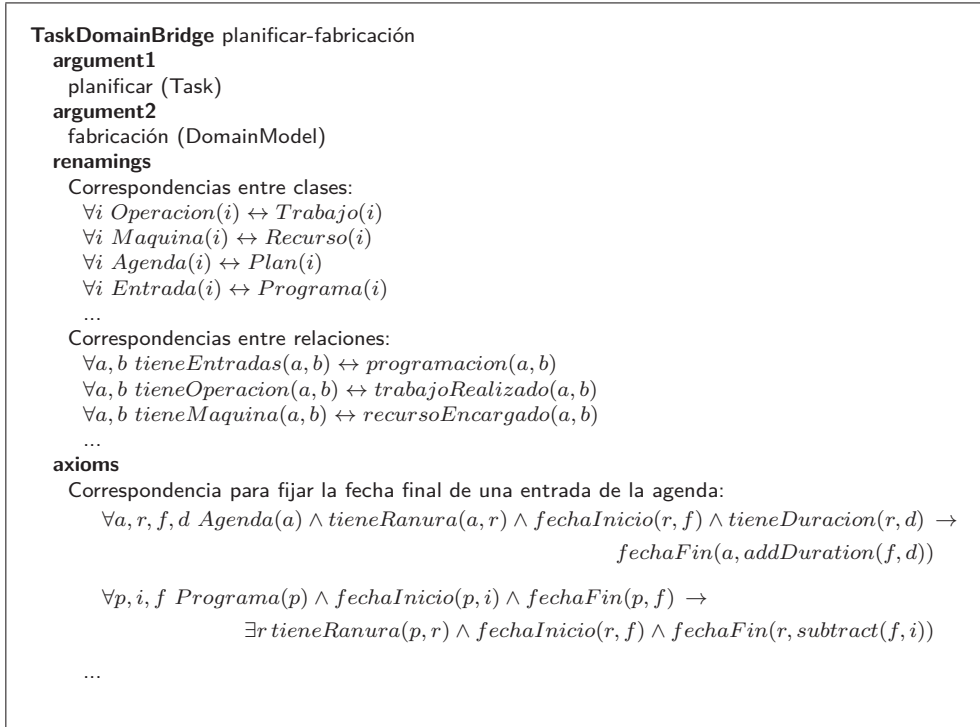 TaskDomainBridge planificar-fabricación
argument1
planificar (Task)
argument2
fabricación (DomainModel)
renamings
Correspondencias entre clases:
∀i Operacion(i) ↔ Trabajo(i)
∀i Maquina(i) ↔ Recurso(i)
∀i Agenda(i) ↔ Plan(i)
∀i Entrada(i) ↔ Programa(i)
...
Correspondencias entre relaciones:
∀a, b tieneEntradas(a, b) ↔ programacion(a, b)
∀a, b tieneOperacion(a, b) ↔ trabajoRealizado(a, b)
∀a, b tieneMaquina(a, b) ↔ recursoEncargado(a, b)
...
axioms
Correspondencia para fijar la fecha final de una entrada de la agenda:
∀a, r, f, d Agenda(a) ∧ tieneRanura(a, r) ∧ fechaInicio(r, f) ∧ tieneDuracion(r, d) →
fechaFin(a, addDuration(f, d))
∀p, i, f Programa(p) ∧ fechaInicio(p, i) ∧ fechaFin(p, f) →
∃r tieneRanura(p, r) ∧ fechaInicio(r, f) ∧ fechaFin(r, subtract(f, i))
...